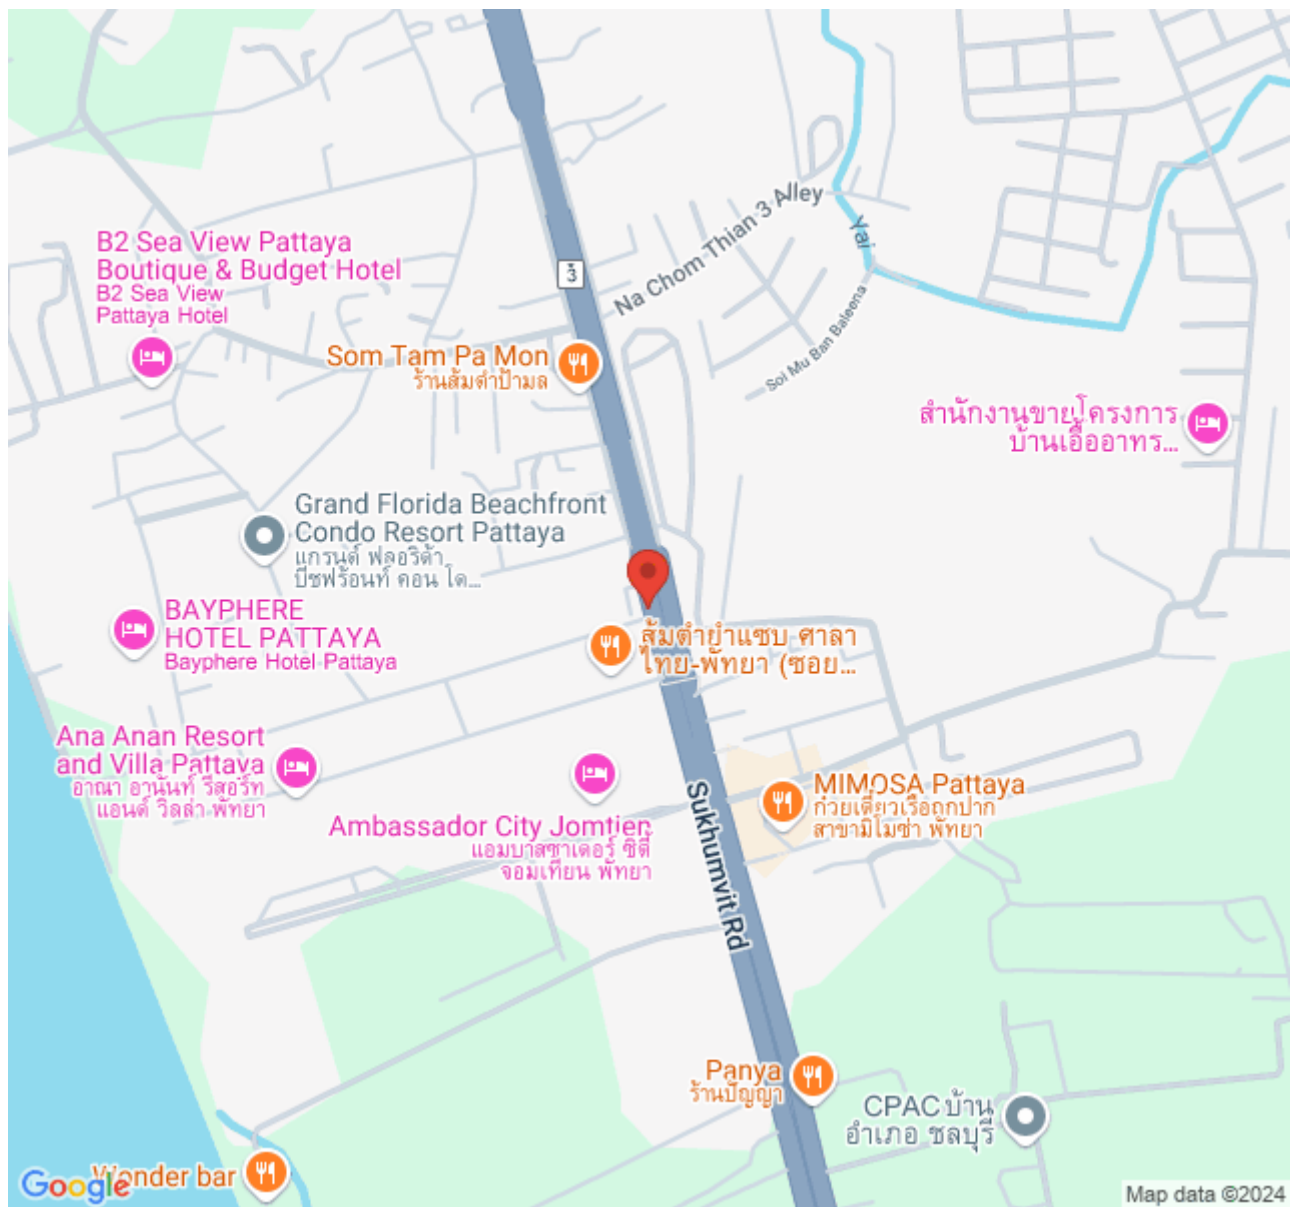 Na Chom Thian 3 Alley
Yai
B2 Sea View Pattaya
Boutique & Budget Hotel
B2 Sea View
Pattaya Hotel
3
Soi Mu Ban Baleena
Som Tam Pa Mon
ร้านส้มตำป้ามล
สำนักงานขายโครงการ
บ้านเอื้ออาทร...
Grand Florida Beachfront
Condo Resort Pattaya
แกรนด์ ฟลอริด้า
บีชฟร้อนท์ คอน โด...
BAYPHERE
HOTEL PATTAYA
Bayphere Hotel Pattaya
ส้มตำยำแซบ ศาลา
ไทย-พัทยา (ซอย...
Ana Anan Resort
and Villa Pattaya
อาณา อานันท์ รีสอร์ท
แอนด์ วิลล่า พัทยา
Ambassador City Jomtien
แอมบาสซาเดอร์ ซิตี้
จอมเทียน พัทยา
MIMOSA Pattaya
ก๋วยเตี๋ยวเรือถูกปาก
สาขามิโมซ่า พัทยา
Sukhumvit Rd
Panya
ร้านปัญญา
CPAC บ้าน
อำเภอ ชลบุรี
Wonder bar
Google
Map data ©2024